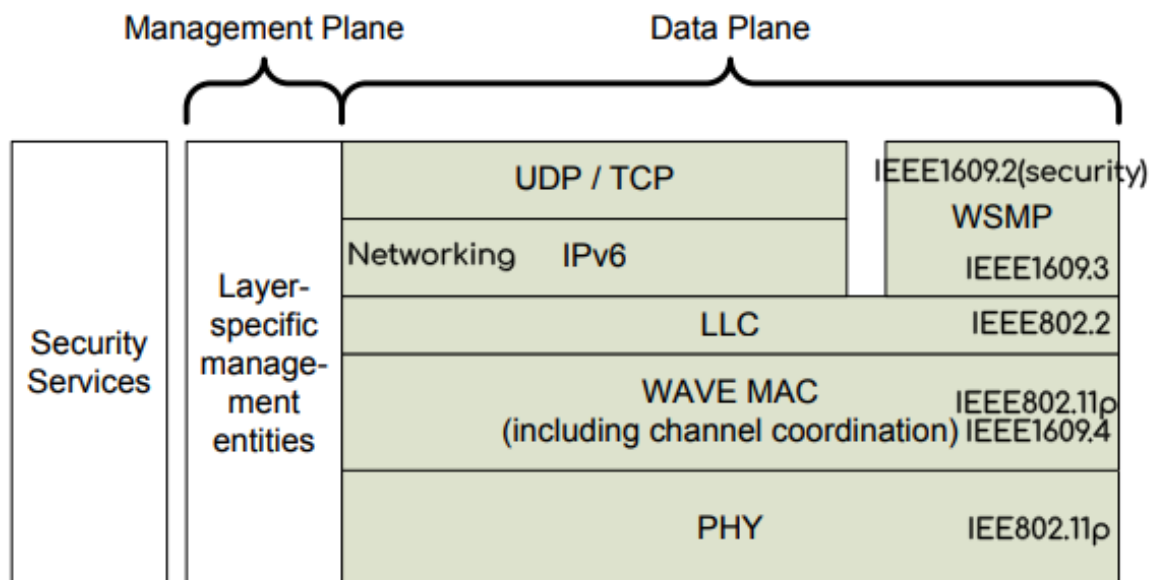 Management Plane
Data Plane
Security
Services
Layer-
specific
manage-
ment
entities
UDP / TCP
Networking IPv6
IEEE1609.2(security)
WSMP
IEEE1609.3
LLC IEEE802.2
WAVE MAC
(including channel coordination)
IEEE802.11p
IEEE1609.4
PHY IEE802.11p